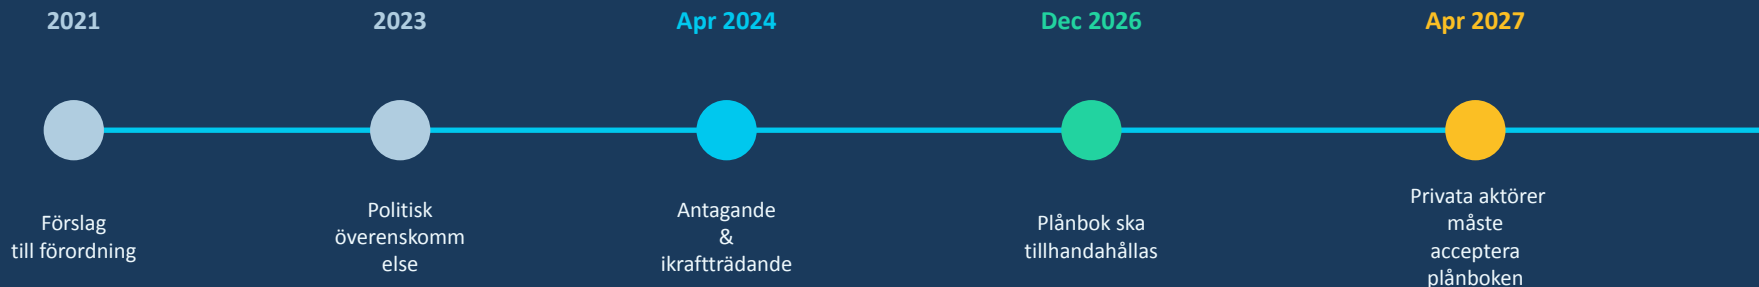 2021
2023
Apr 2024
Dec 2026
Apr 2027
Förslag
till förordning
Politisk
överenskomm
else
Antagande
&
ikraftträdande
Plånbok ska
tillhandahållas
Privata aktörer
måste
acceptera
plånboken